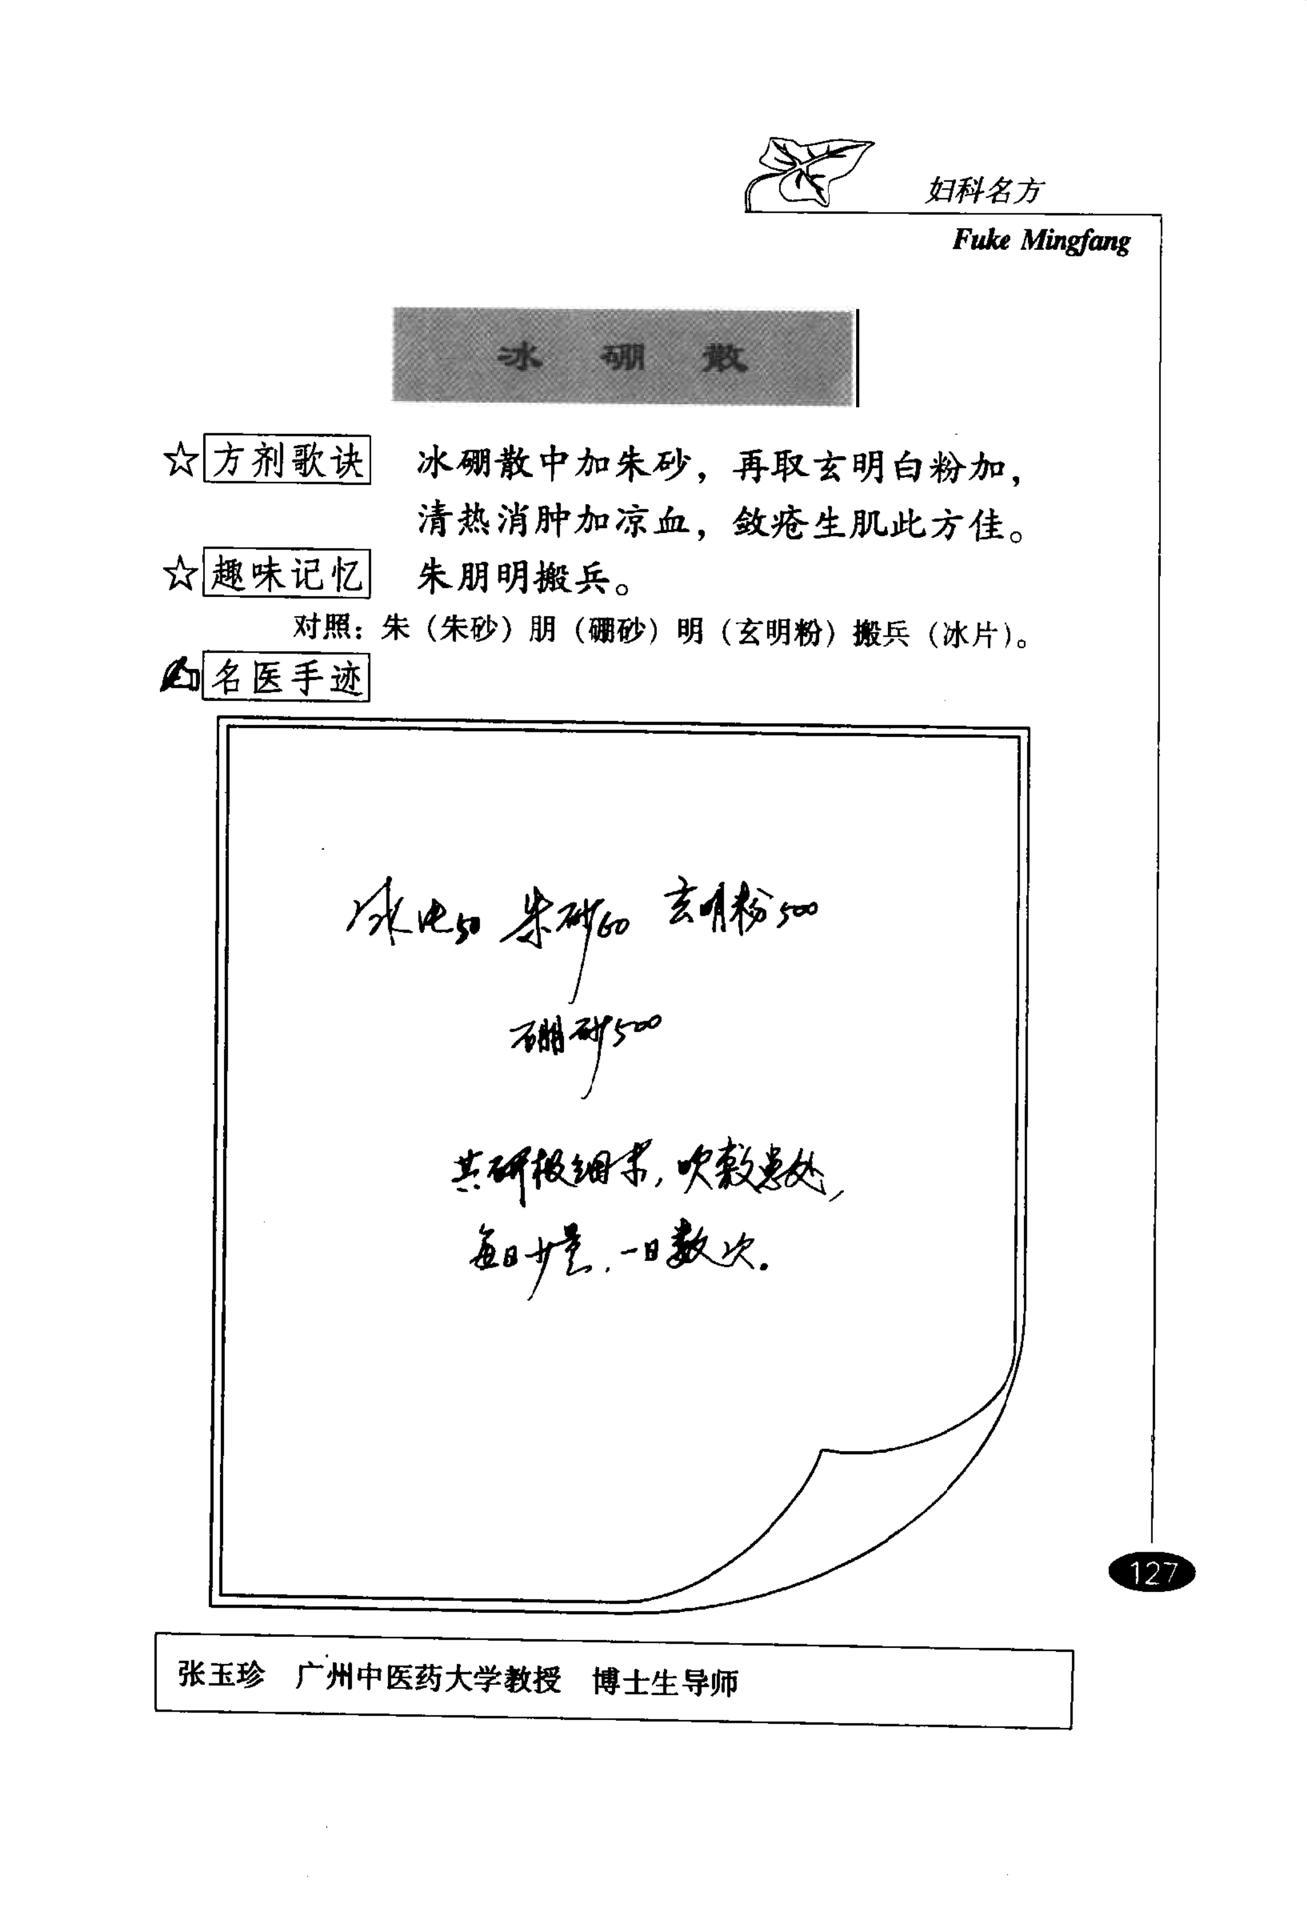 妇科名方
Fuke Mingfang
冰硼散
☆方剂歌诀 冰硼散中加朱砂，再取玄明白粉加，
清热消肿加凉血，敛疮生肌此方佳。
☆趣味记忆 朱朋明搬兵。
对照：朱（朱砂）朋（硼砂）明（玄明粉）搬兵（冰片）。
名医手迹
冰片50 朱砂60 玄明粉500
硼砂500
共研极细末，吹敷患处，
每日少量，一日数次。
127
张玉珍 广州中医药大学教授 博士生导师